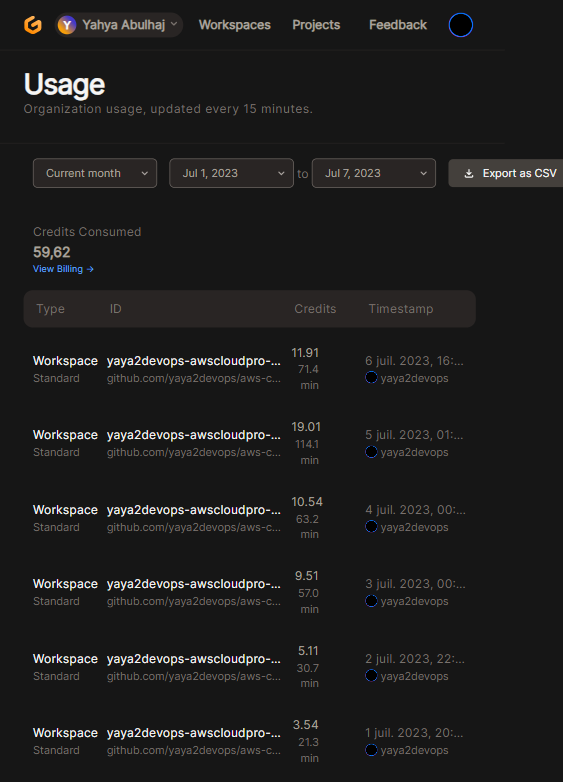 Y Yahya Abulhaj Workspaces Projects Feedback
Usage
Organization usage, updated every 15 minutes.
Current month Jul 1, 2023 to Jul 7, 2023 Export as CSV
Credits Consumed
59,62
View Billing →
Type ID Credits Timestamp
Workspace yaya2devops-awscloudpro-... 11.91 6 juil. 2023, 16:...
Standard github.com/yaya2devops/aws-c... 71.4 min yaya2devops
Workspace yaya2devops-awscloudpro-... 19.01 5 juil. 2023, 01:...
Standard github.com/yaya2devops/aws-c... 114.1 min yaya2devops
Workspace yaya2devops-awscloudpro-... 10.54 4 juil. 2023, 00:...
Standard github.com/yaya2devops/aws-c... 63.2 min yaya2devops
Workspace yaya2devops-awscloudpro-... 9.51 3 juil. 2023, 00:...
Standard github.com/yaya2devops/aws-c... 57.0 min yaya2devops
Workspace yaya2devops-awscloudpro-... 5.11 2 juil. 2023, 22:...
Standard github.com/yaya2devops/aws-c... 30.7 min yaya2devops
Workspace yaya2devops-awscloudpro-... 3.54 1 juil. 2023, 20:...
Standard github.com/yaya2devops/aws-c... 21.3 min yaya2devops